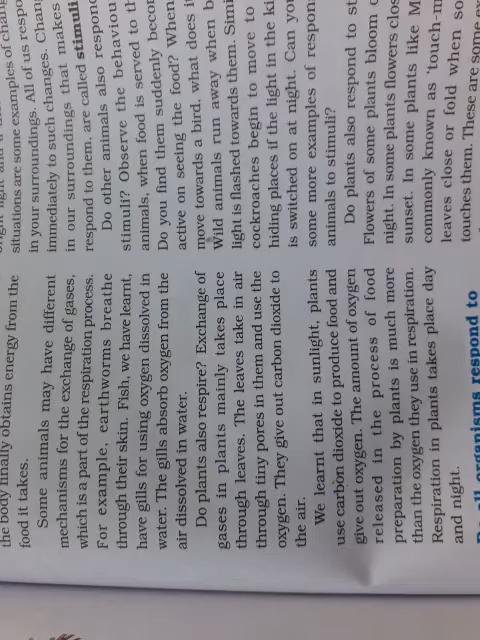 the body finally obtains energy from the
food it takes.
Some animals may have different
mechanisms for the exchange of gases,
which is a part of the respiration process.
For example, earthworms breathe
through their skin. Fish, we have learnt,
have gills for using oxygen dissolved in
water. The gills absorb oxygen from the
air dissolved in water.
Do plants also respire? Exchange of
gases in plants mainly takes place
through leaves. The leaves take in air
through tiny pores in them and use the
oxygen. They give out carbon dioxide to
the air.
We learnt that in sunlight, plants
use carbon dioxide to produce food and
give out oxygen. The amount of oxygen
released in the process of food
preparation by plants is much more
than the oxygen they use in respiration.
Respiration in plants takes place day
and night.
all organisms respond to
situations are some examples of
in your surroundings. All of us
immediately to such changes.
in our surroundings that makes
respond to them, are called stimuli
Do other animals also
stimuli? Observe the
animals, when food is served to
Do you find them suddenly
active on seeing the food? When
move towards a bird, what does
Wild animals run away when
light is flashed towards them.
cockroaches begin to move to
hiding places if the light in the
is switched on at night. Can
some more examples of
animals to stimuli?
Do plants also respond to
Flowers of some plants bloom
night. In some plants flowers
sunset. In some plants like
commonly known as
leaves close or fold when
touches them. These are some